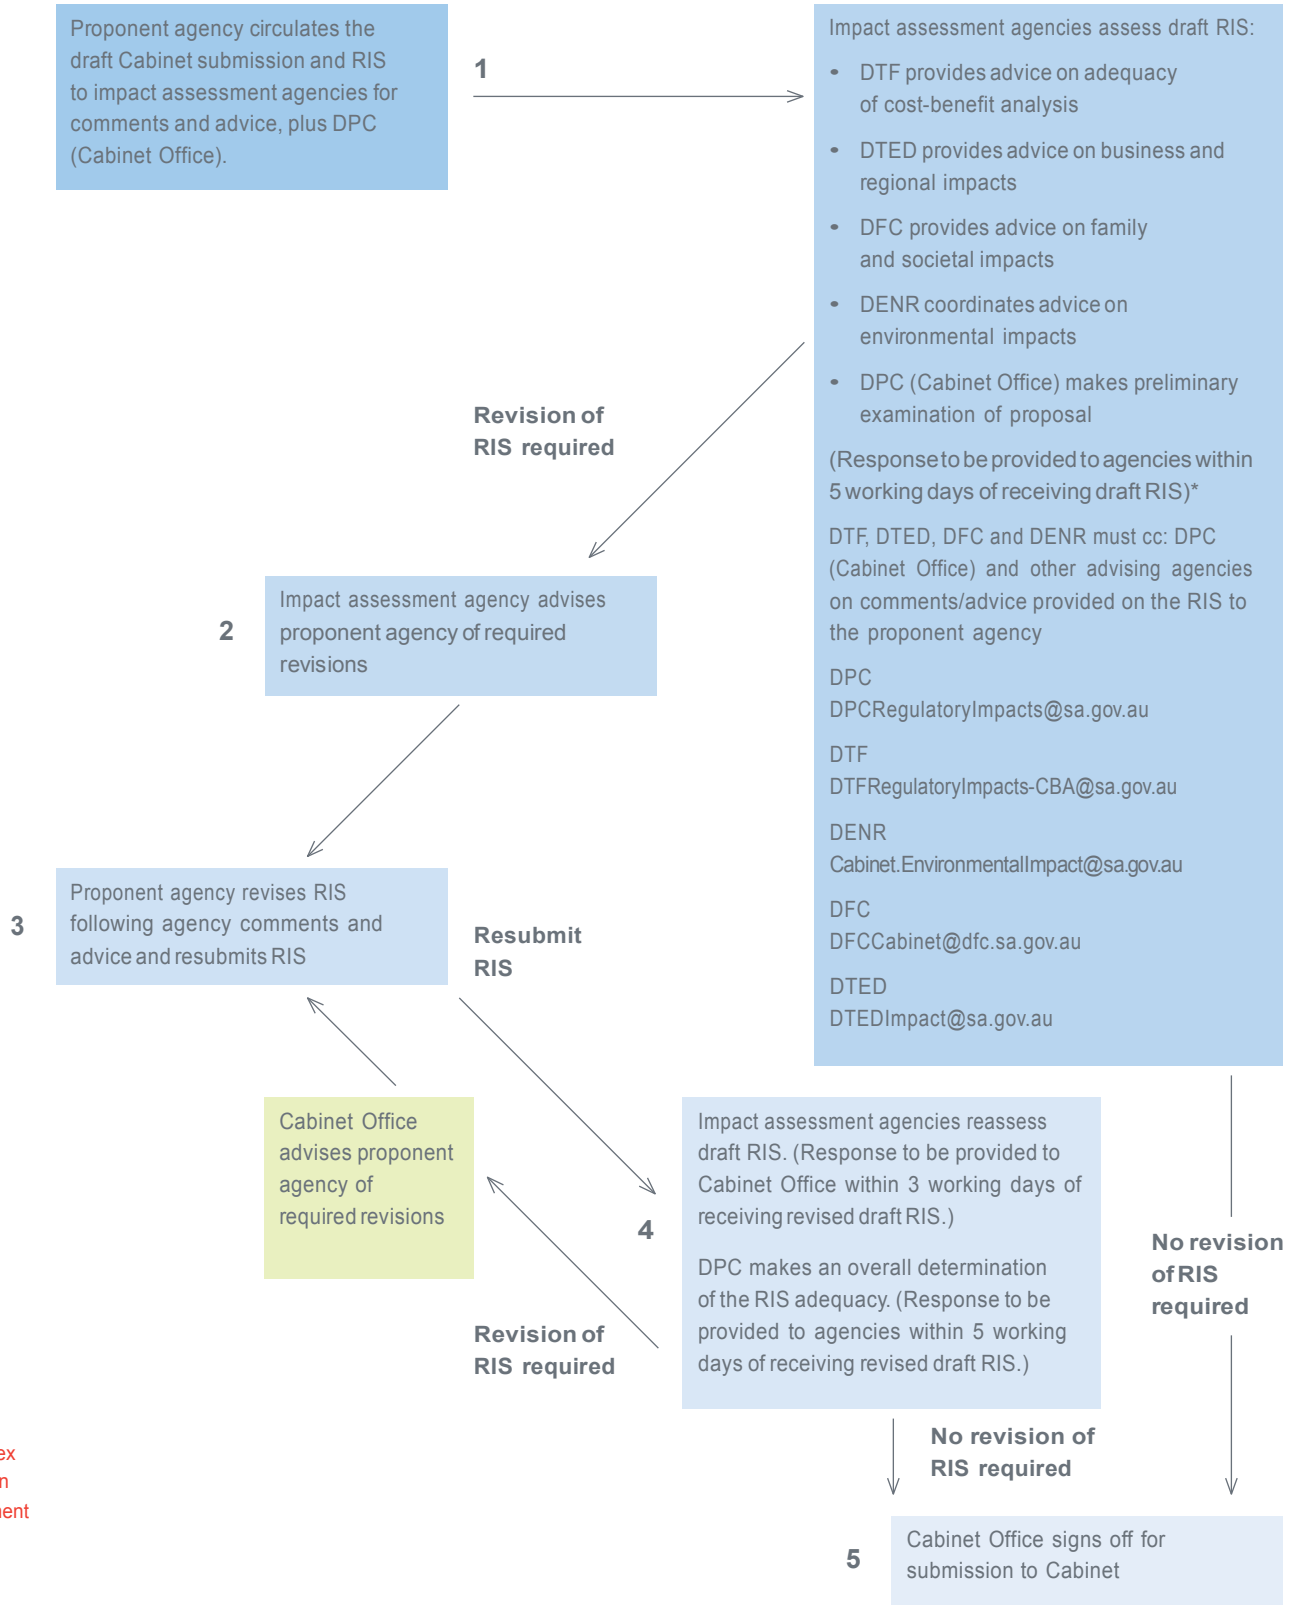 Proponent agency circulates the
draft Cabinet submission and RIS
to impact assessment agencies for
comments and advice, plus DPC
(Cabinet Office).
1
Impact assessment agencies assess draft RIS:
• DTF provides advice on adequacy
of cost-benefit analysis
• DTED provides advice on business and
regional impacts
• DFC provides advice on family
and societal impacts
• DENR coordinates advice on
environmental impacts
• DPC (Cabinet Office) makes preliminary
examination of proposal
(Response to be provided to agencies within
5 working days of receiving draft RIS)*
DTF, DTED, DFC and DENR must cc: DPC
(Cabinet Office) and other advising agencies
on comments/advice provided on the RIS to
the proponent agency
DPC
DPCRegulatoryImpacts@sa.gov.au
DTF
DTFRegulatoryImpacts-CBA@sa.gov.au
DENR
Cabinet.EnvironmentalImpact@sa.gov.au
DFC
DFCCabinet@dfc.sa.gov.au
DTED
DTEDImpact@sa.gov.au
Revision of
RIS required
2
Impact assessment agency advises
proponent agency of required
revisions
3
Proponent agency revises RIS
following agency comments and
advice and resubmits RIS
Resubmit
RIS
Cabinet Office
advises proponent
agency of
required revisions
4
Impact assessment agencies reassess
draft RIS. (Response to be provided to
Cabinet Office within 3 working days of
receiving revised draft RIS.)
DPC makes an overall determination
of the RIS adequacy. (Response to be
provided to agencies within 5 working
days of receiving revised draft RIS.)
Revision of
RIS required
No revision
of RIS
required
No revision of
RIS required
ex
n
ent
5
Cabinet Office signs off for
submission to Cabinet